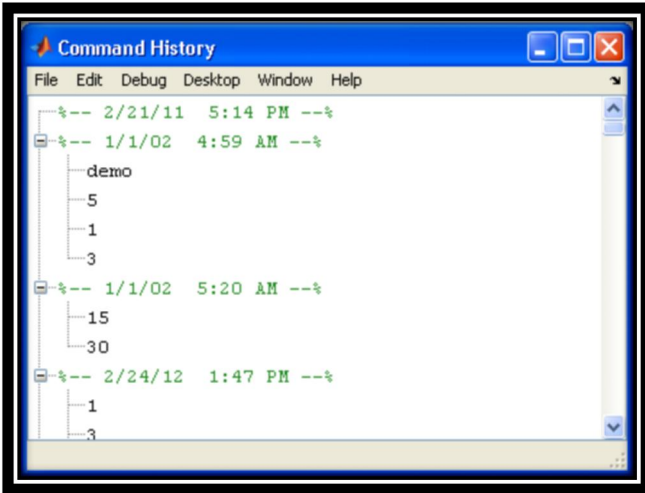 Command History
File Edit Debug Desktop Window Help
%-- 2/21/11 5:14 PM --%
%-- 1/1/02 4:59 AM --%
demo
5
1
3
%-- 1/1/02 5:20 AM --%
15
30
%-- 2/24/12 1:47 PM --%
1
3